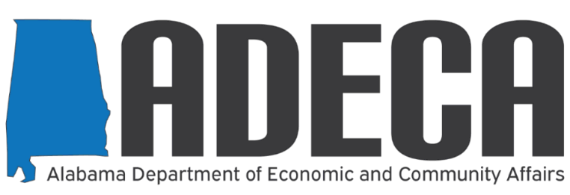 ADECA
Alabama Department of Economic and Community Affairs